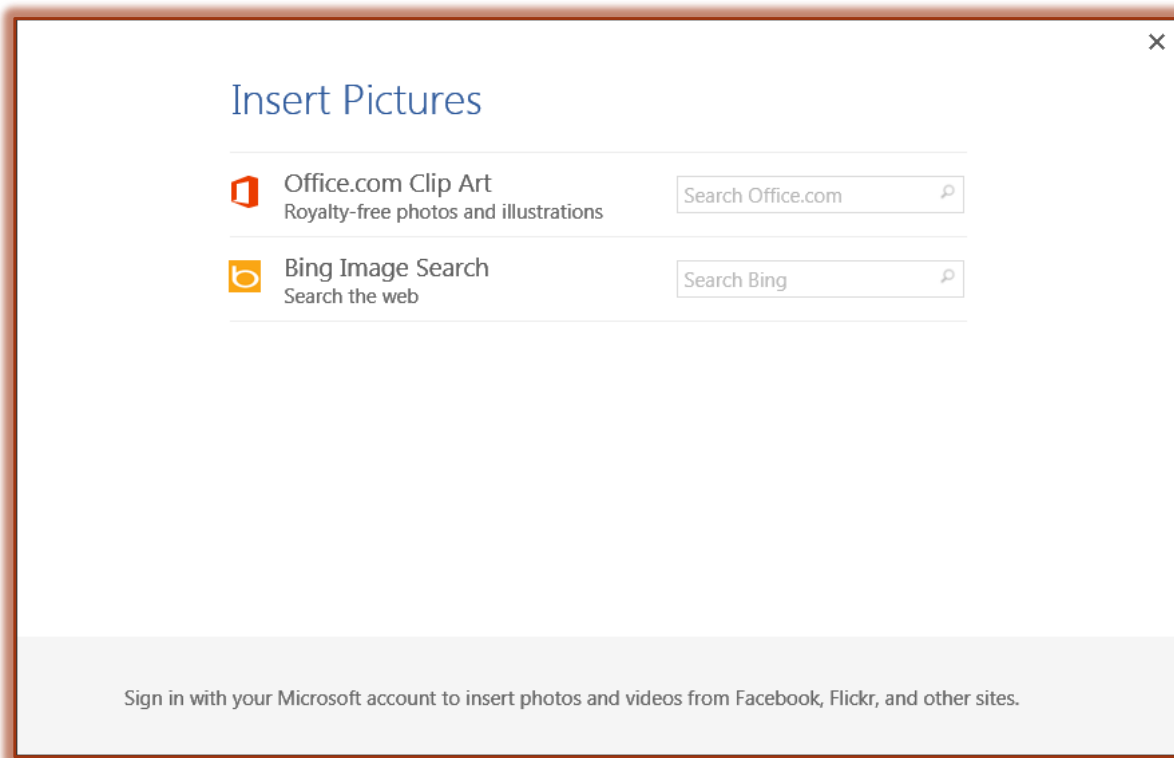 Insert Pictures
Office.com Clip Art
Royalty-free photos and illustrations
Search Office.com
Bing Image Search
Search the web
Search Bing
Sign in with your Microsoft account to insert photos and videos from Facebook, Flickr, and other sites.